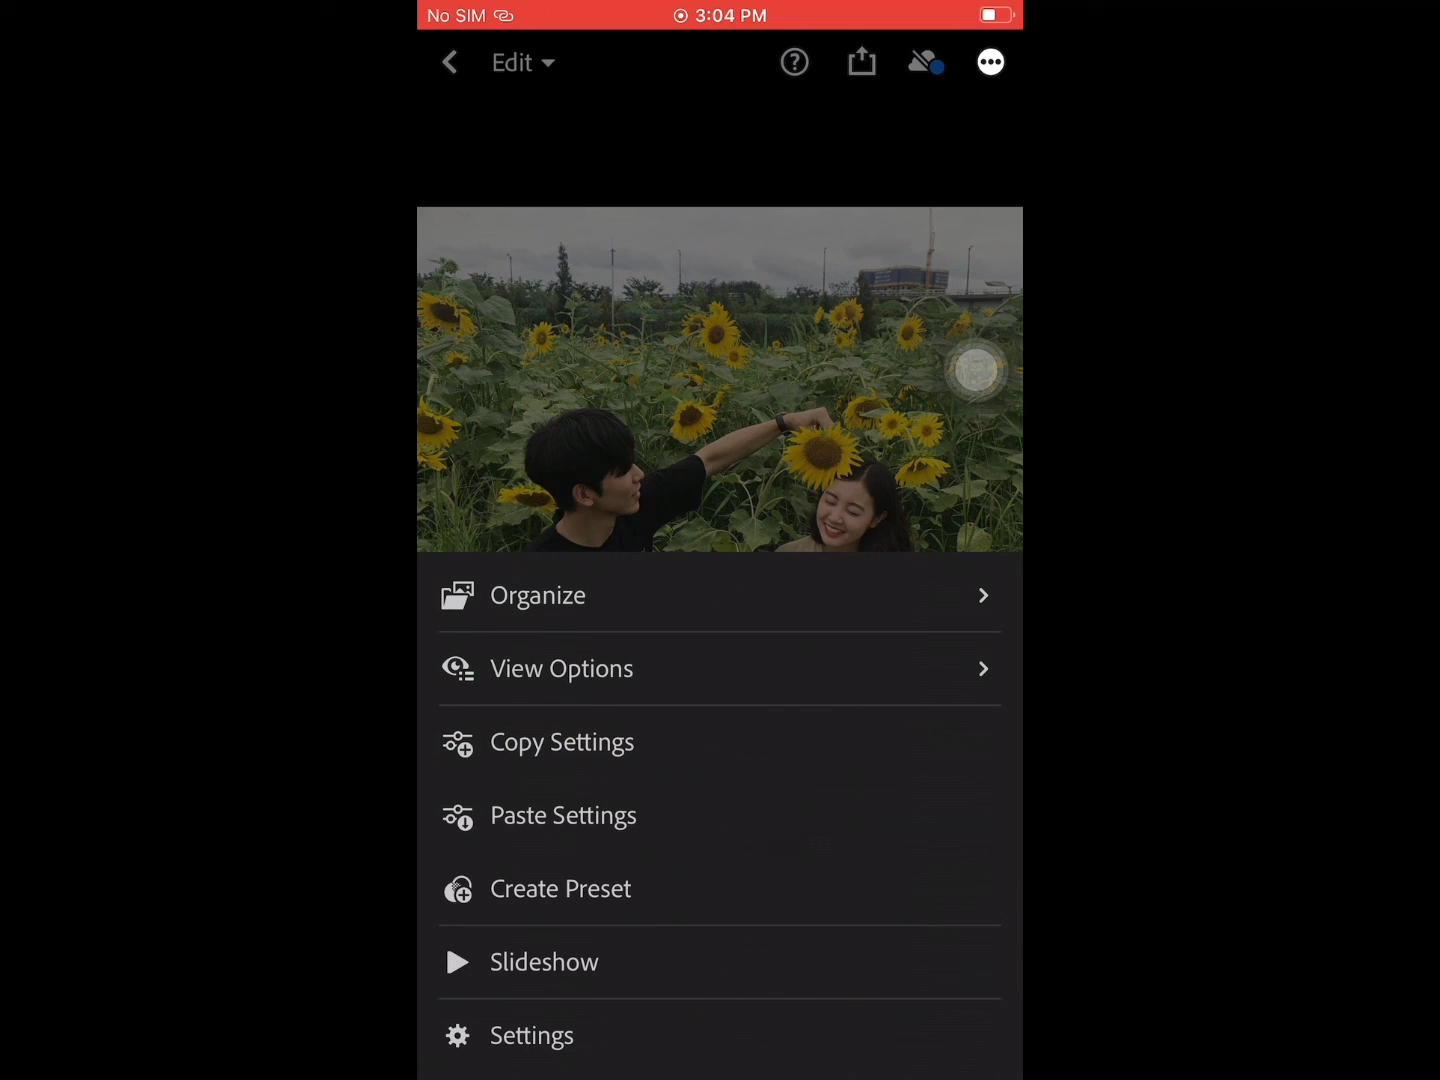 No SIM
3:04 PM
Edit
Organize
View Options
Copy Settings
Paste Settings
Create Preset
Slideshow
Settings